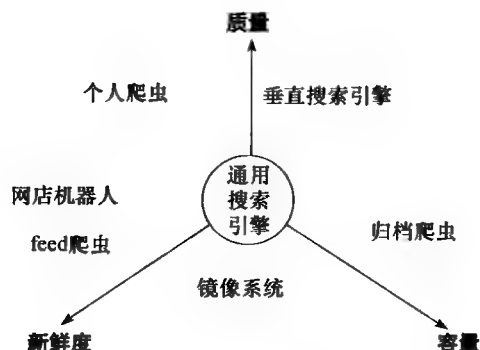 质量
个人爬虫
垂直搜索引擎
通用
搜索
引擎
网店机器人
归档爬虫
feed爬虫
镜像系统
新鲜度
容量